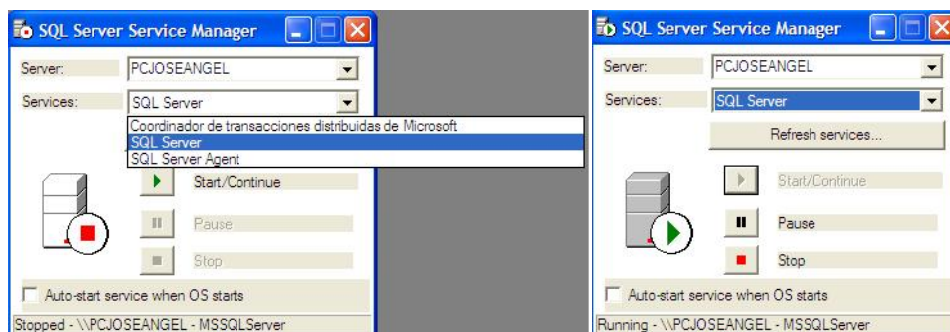 SQL Server Service Manager
Server: PCJOSEANGEL
Services: SQL Server
Coordinador de transacciones distribuidas de Microsoft
SQL Server
SQL Server Agent
Start/Continue
Pause
Stop
Auto-start service when OS starts
Stopped - \\PCJOSEANGEL - MSSQLServer
SQL Server Service Manager
Server: PCJOSEANGEL
Services: SQL Server
Refresh services...
Start/Continue
Pause
Stop
Auto-start service when OS starts
Running - \\PCJOSEANGEL - MSSQLServer